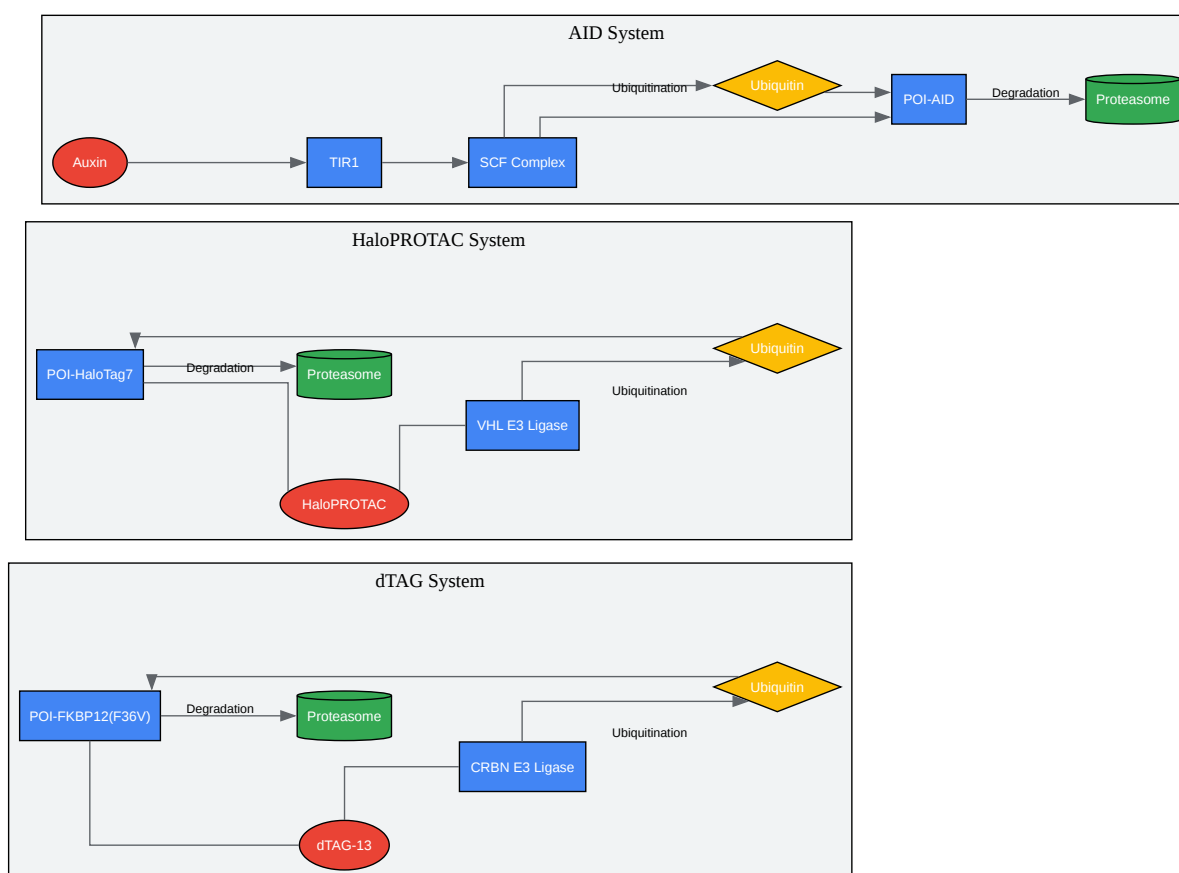 AID System
Ubiquitination
Ubiquitin
POI-AID
Degradation
Proteasome
Auxin
TIR1
SCF Complex
HaloPROTAC System
Ubiquitin
POI-HaloTag7
Degradation
Proteasome
Ubiquitination
VHL E3 Ligase
HaloPROTAC
dTAG System
Ubiquitin
POI-FKBP12(F36V)
Degradation
Proteasome
Ubiquitination
CRBN E3 Ligase
dTAG-13